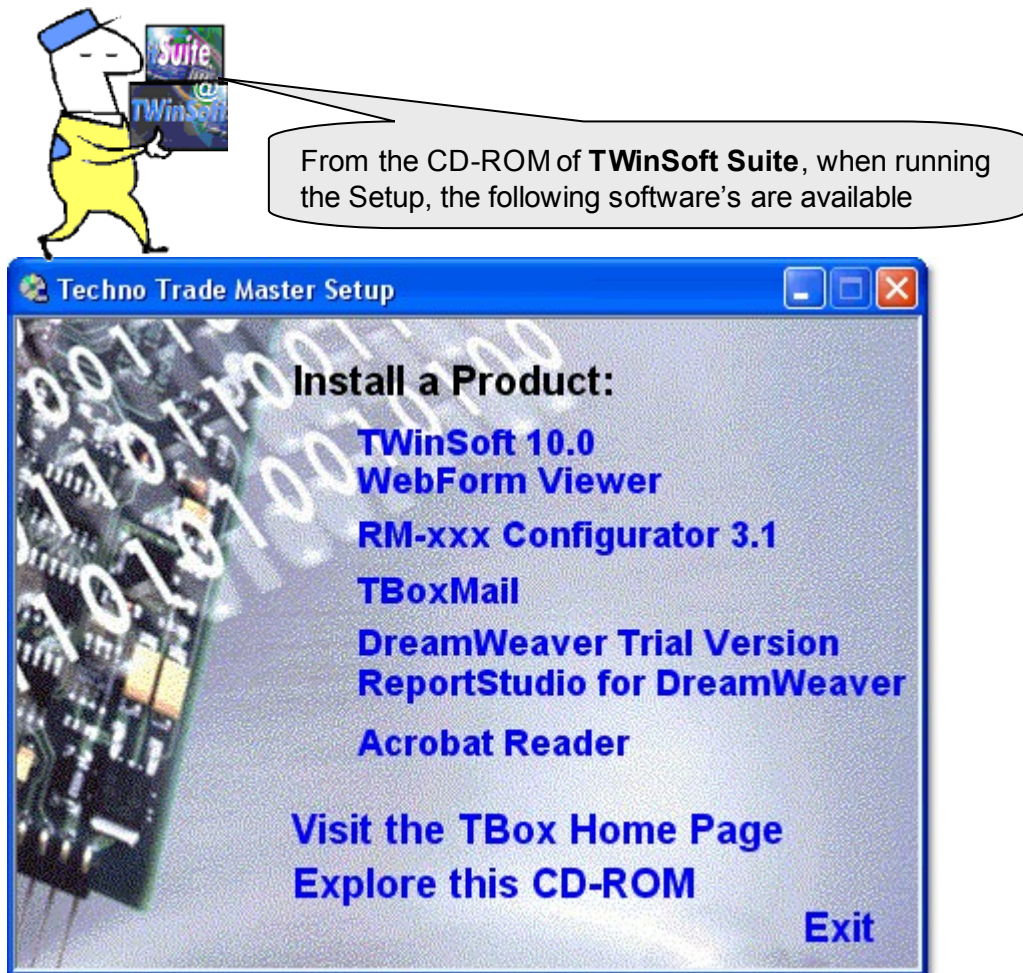 Suite
@
TWinSoft
From the CD-ROM of TWinSoft Suite, when running
the Setup, the following software's are available
Techno Trade Master Setup
Install a Product:
TWinSoft 10.0
WebForm Viewer
RM-xxx Configurator 3.1
TBoxMail
DreamWeaver Trial Version
ReportStudio for DreamWeaver
Acrobat Reader
Visit the TBox Home Page
Explore this CD-ROM
Exit